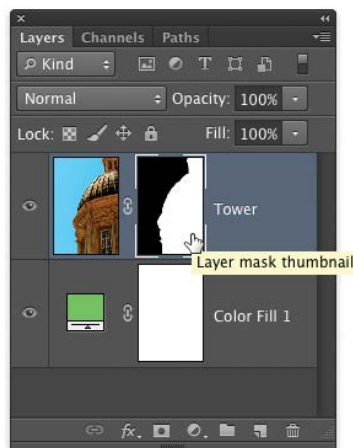 Layers Channels Paths
Kind
Normal Opacity: 100%
Lock: Fill: 100%
Tower
Layer mask thumbnail
Color Fill 1
fx.